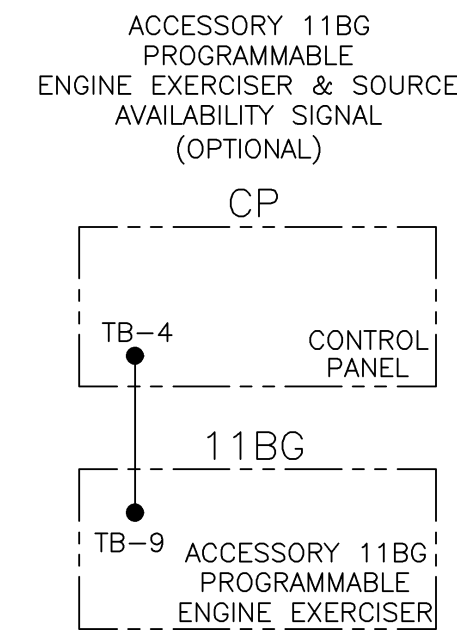 ACCESSORY 11BG
PROGRAMMABLE
ENGINE EXERCISER & SOURCE
AVAILABILITY SIGNAL
(OPTIONAL)
CP
TB-4
CONTROL
PANEL
11BG
TB-9
ACCESSORY 11BG
PROGRAMMABLE
ENGINE EXERCISER